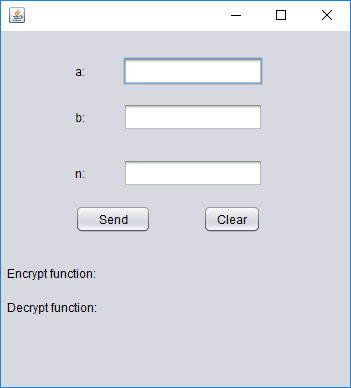 a:
b:
n:
Send Clear
Encrypt function:
Decrypt function: